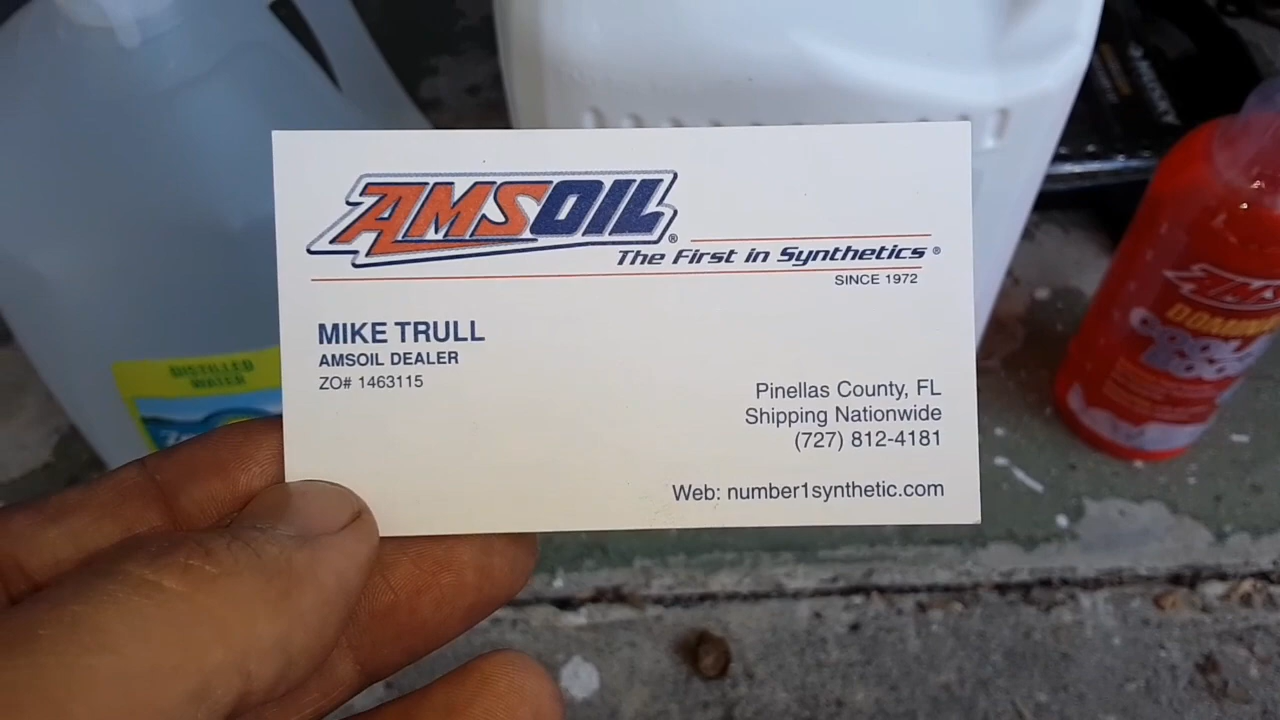 AMSOIL®
The First in Synthetics®
SINCE 1972
MIKE TRULL
AMSOIL DEALER
ZO# 1463115
Pinellas County, FL
Shipping Nationwide
(727) 812-4181
Web: number1synthetic.com
DISTILLED
WATER